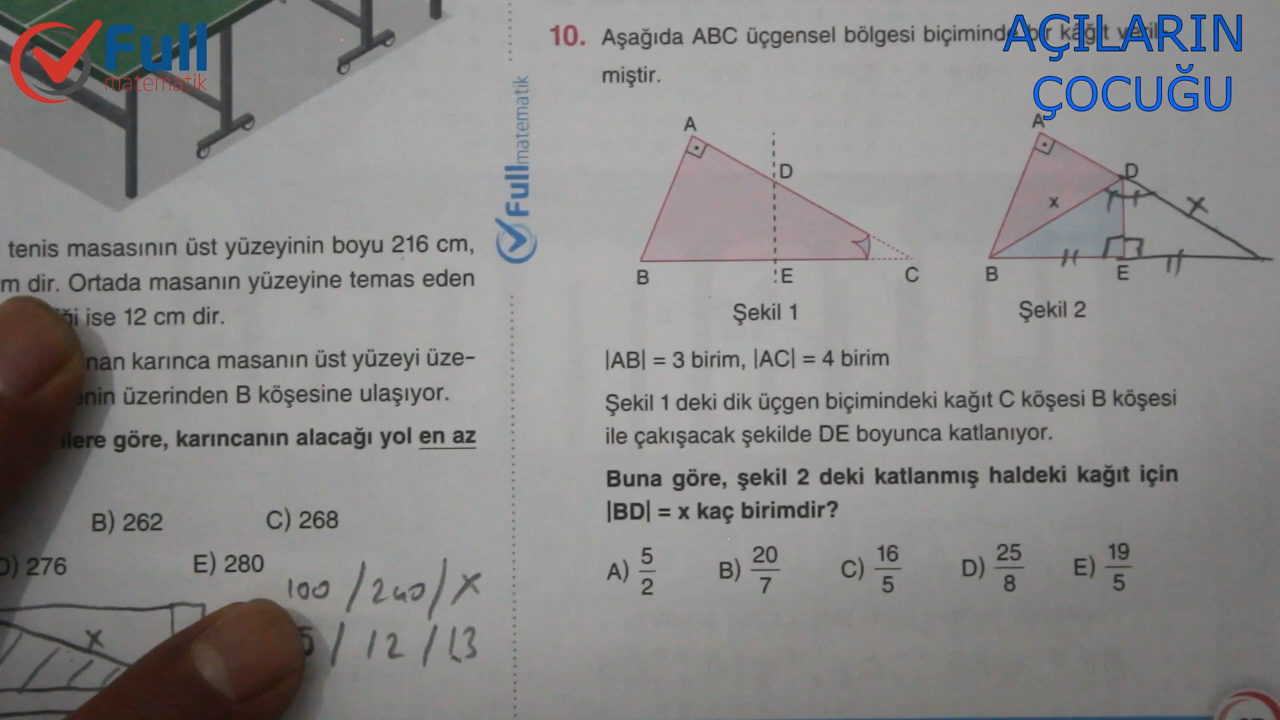 Full
matematik
AÇILARIN
ÇOCUĞU
tenis masasının üst yüzeyinin boyu 216 cm,
m dir. Ortada masanın yüzeyine temas eden
ise 12 cm dir.
nan karınca masanın üst yüzeyi üze-
üzerinden B köşesine ulaşıyor.
göre, karıncanın alacağı yol en az
B) 262
C) 268
D) 276
E) 280
100 / 240 / x
5 / 12 / 13
x
Fullmatematik
10. Aşağıda ABC üçgensel bölgesi biçiminde bir kağıt veril
miştir.
A
D
B
E
C
Şekil 1
A
D
x
x
B
E
Şekil 2
|AB| = 3 birim, |AC| = 4 birim
Şekil 1 deki dik üçgen biçimindeki kağıt C köşesi B köşesi
ile çakışacak şekilde DE boyunca katlanıyor.
Buna göre, şekil 2 deki katlanmış haldeki kağıt için
|BD| = x kaç birimdir?
A) 5/2 B) 20/7 C) 16/5 D) 25/8 E) 19/5